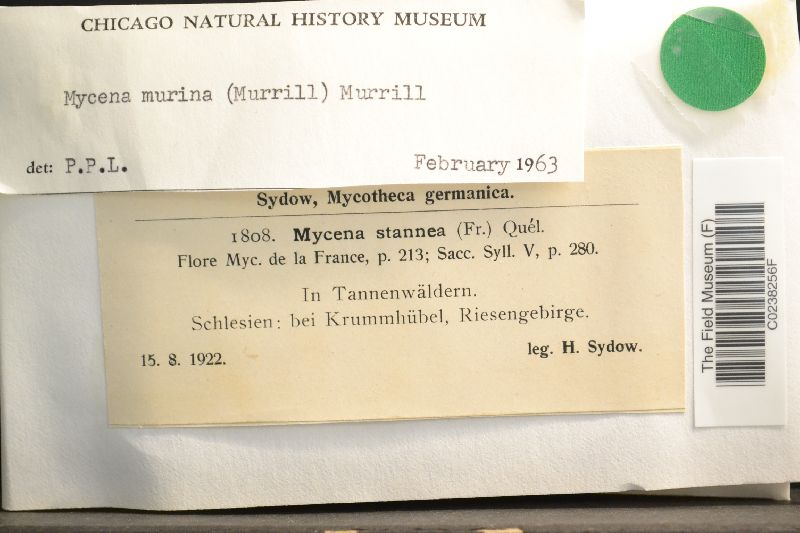 CHICAGO NATURAL HISTORY MUSEUM
Mycena murina (Murrill) Murrill
det: P.P.L. February 1963
Sydow, Mycotheca germanica.
1808. Mycena stannea (Fr.) Quél.
Flore Myc. de la France, p. 213; Sacc. Syll. V, p. 280.
In Tannenwäldern.
Schlesien: bei Krummhübel, Riesengebirge.
15. 8. 1922. leg. H. Sydow.
The Field Museum (F)
C0238256F